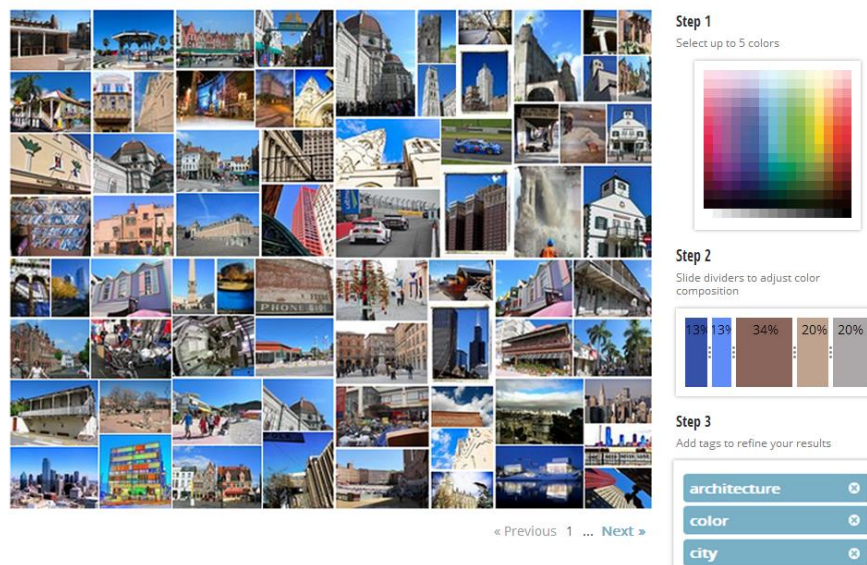 Step 1
Select up to 5 colors
Step 2
Slide dividers to adjust color
composition
13% 13% 34% 20% 20%
Step 3
Add tags to refine your results
architecture
color
city
« Previous 1 ... Next »